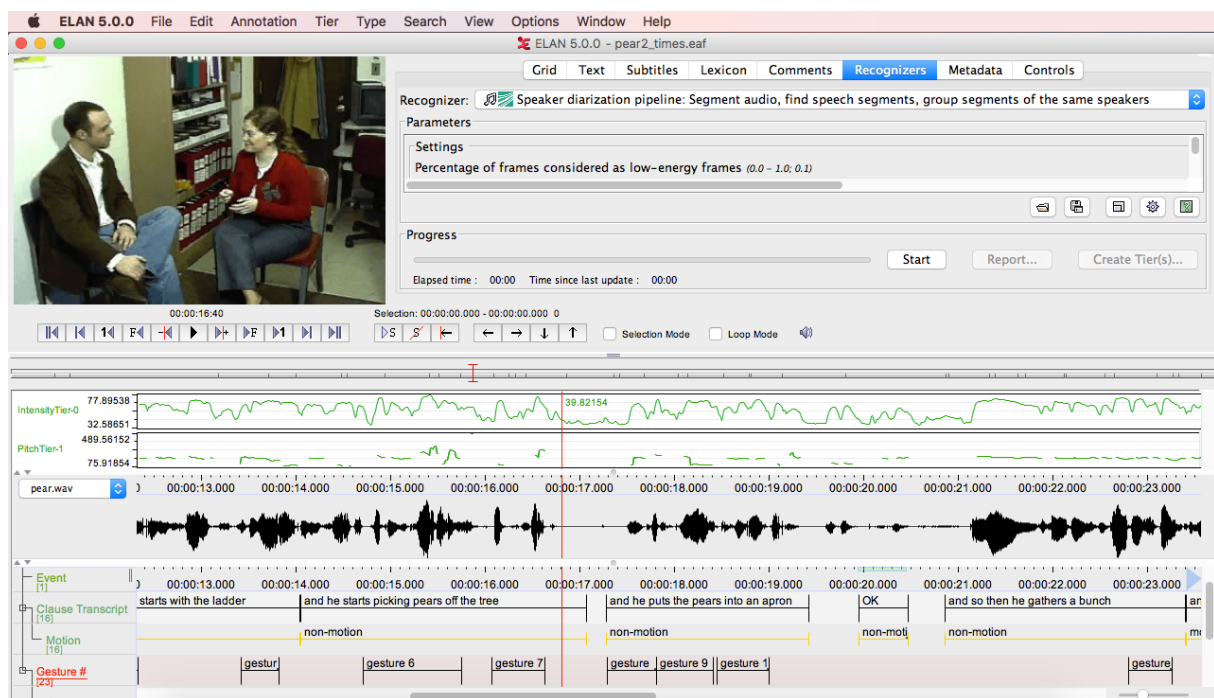 ELAN 5.0.0 File Edit Annotation Tier Type Search View Options Window Help
ELAN 5.0.0 - pear2_times.eaf
Grid Text Subtitles Lexicon Comments Recognizers Metadata Controls
Recognizer: Speaker diarization pipeline: Segment audio, find speech segments, group segments of the same speakers
Parameters
Settings
Percentage of frames considered as low-energy frames (0.0 – 1.0; 0.1)
Progress
Start Report... Create Tier(s)...
Elapsed time : 00:00 Time since last update : 00:00
00:00:16:40 Selection: 00:00:00.000 - 00:00:00.000 0
1 F F 1 S S Selection Mode Loop Mode
77.89538 39.82154
IntensityTier-0
32.58651
489.56152
PitchTier-1
75.91854
pear.wav 00:00:13.000 00:00:14.000 00:00:15.000 00:00:16.000 00:00:17.000 00:00:18.000 00:00:19.000 00:00:20.000 00:00:21.000 00:00:22.000 00:00:23.000
Event 00:00:13.000 00:00:14.000 00:00:15.000 00:00:16.000 00:00:17.000 00:00:18.000 00:00:19.000 00:00:20.000 00:00:21.000 00:00:22.000 00:00:23.000
[1]
starts with the ladder and he starts picking pears off the tree and he puts the pears into an apron OK and so then he gathers a bunch an
Clause Transcript
[16]
non-motion non-motion non-moti non-motion
Motion
[16]
gestur gesture 6 gesture 7 gesture gesture 9 gesture 1 gesture
Gesture #
[23]